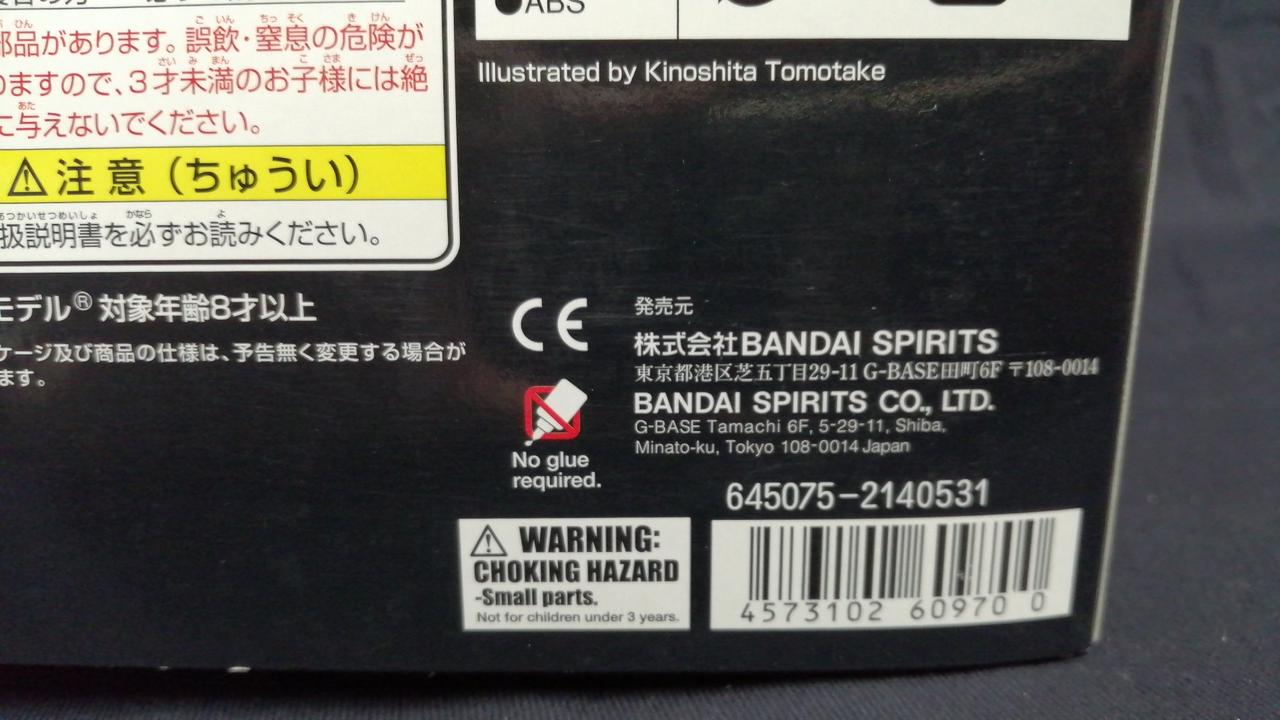 ABS
Illustrated by Kinoshita Tomotake
部品があります。誤飲・窒息の危険が
りますので、3才未満のお子様には絶
に与えないでください。
注意（ちゅうい）
扱説明書を必ずお読みください。
モデル® 対象年齢8才以上
ケージ及び商品の仕様は、予告無く変更する場合が
ます。
CE
No glue
required.
発売元
株式会社BANDAI SPIRITS
東京都港区芝五丁目29-11 G-BASE田町6F 〒108-0014
BANDAI SPIRITS CO., LTD.
G-BASE Tamachi 6F, 5-29-11, Shiba,
Minato-ku, Tokyo 108-0014 Japan
645075-2140531
WARNING:
CHOKING HAZARD
-Small parts.
Not for children under 3 years.
4573102 60970 0